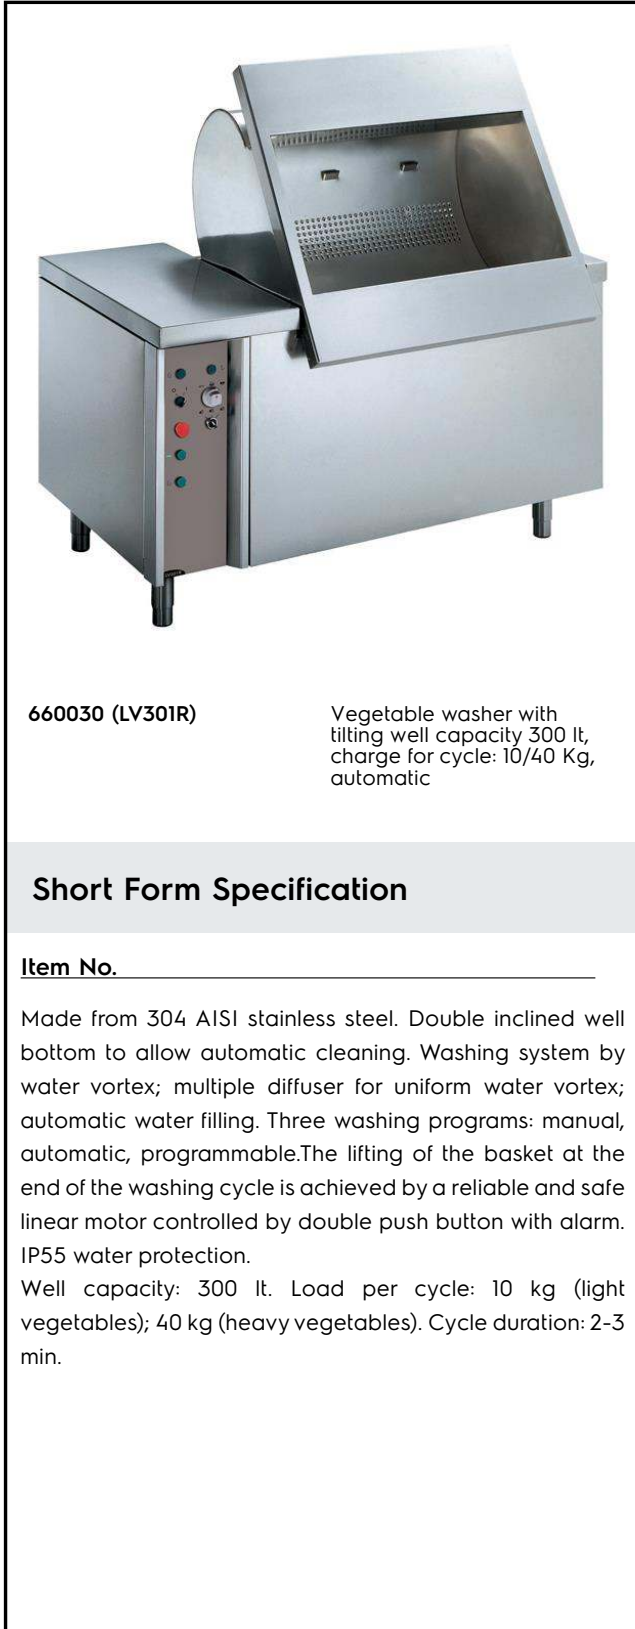 660030 (LV301R)
Vegetable washer with
tilting well capacity 300 lt,
charge for cycle: 10/40 Kg,
automatic
Short Form Specification
Item No.
Made from 304 AISI stainless steel. Double inclined well
bottom to allow automatic cleaning. Washing system by
water vortex; multiple diffuser for uniform water vortex;
automatic water filling. Three washing programs: manual,
automatic, programmable.The lifting of the basket at the
end of the washing cycle is achieved by a reliable and safe
linear motor controlled by double push button with alarm.
IP55 water protection.
Well capacity: 300 lt. Load per cycle: 10 kg (light
vegetables); 40 kg (heavy vegetables). Cycle duration: 2-3
min.